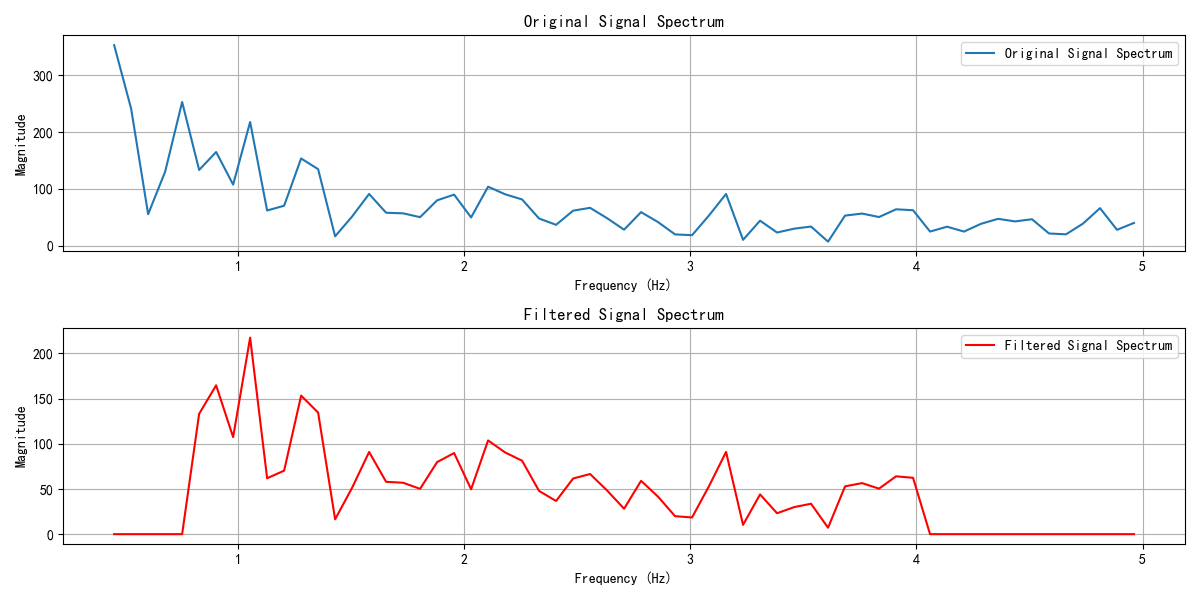 Original Signal Spectrum
Original Signal Spectrum
Magnitude
300
200
100
0
1 2 3 4 5
Frequency (Hz)
Filtered Signal Spectrum
Filtered Signal Spectrum
Magnitude
200
150
100
50
0
1 2 3 4 5
Frequency (Hz)